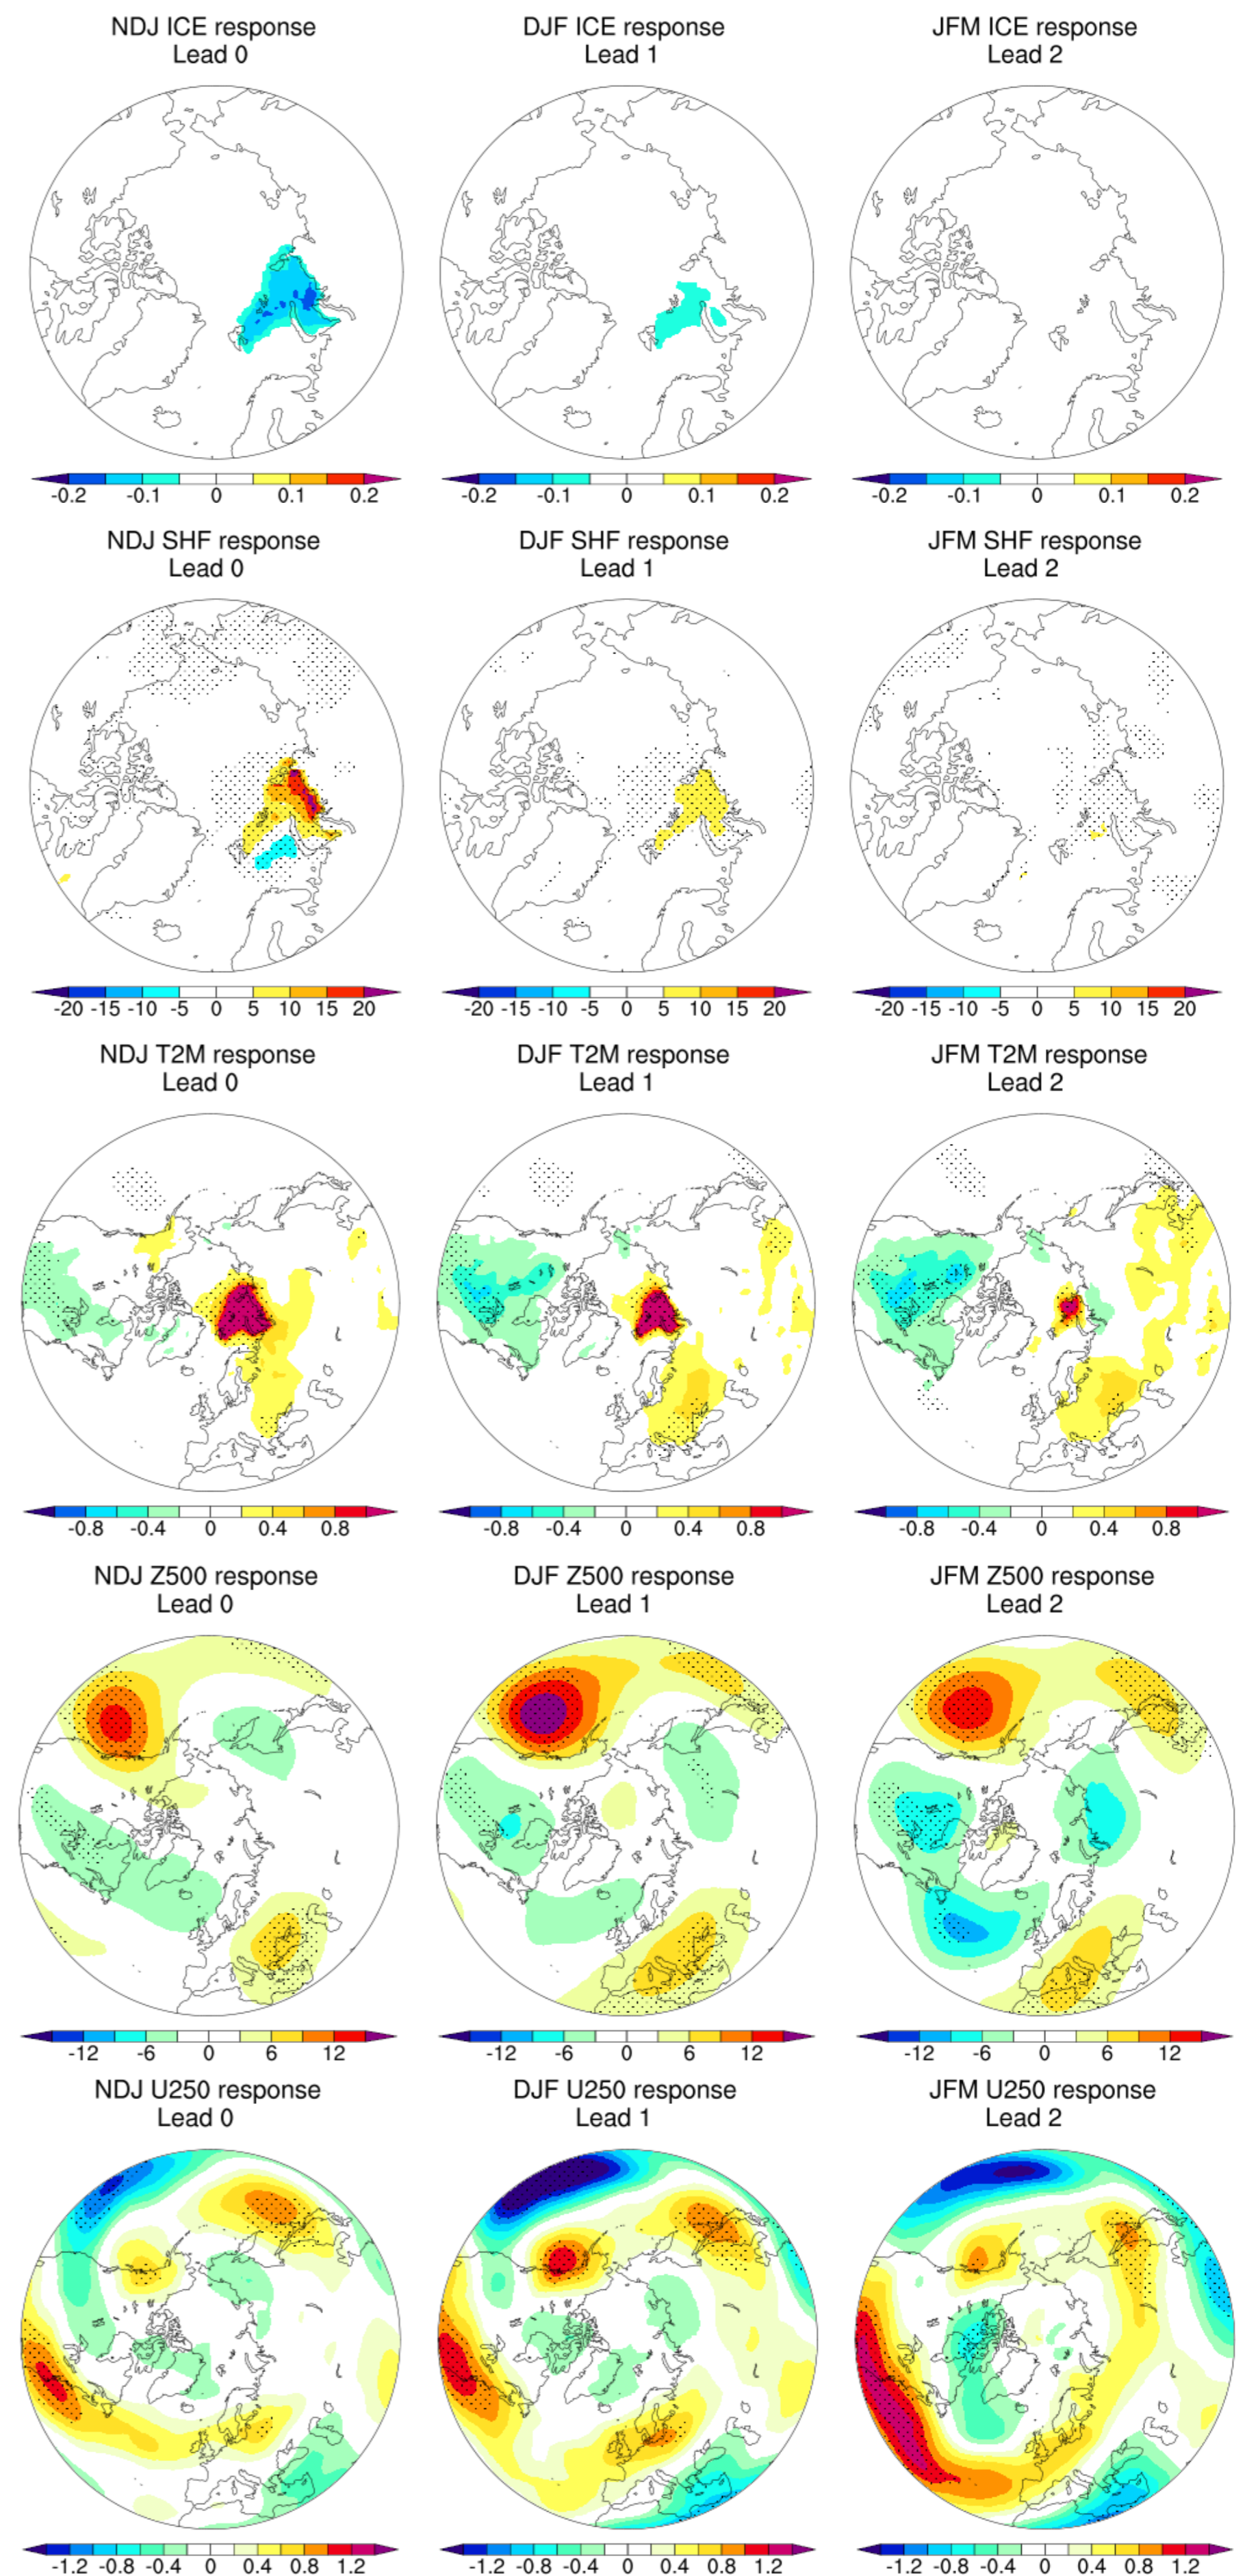 NDJ ICE response
Lead 0
DJF ICE response
Lead 1
JFM ICE response
Lead 2
-0.2 -0.1 0 0.1 0.2
-0.2 -0.1 0 0.1 0.2
-0.2 -0.1 0 0.1 0.2
NDJ SHF response
Lead 0
DJF SHF response
Lead 1
JFM SHF response
Lead 2
-20 -15 -10 -5 0 5 10 15 20
-20 -15 -10 -5 0 5 10 15 20
-20 -15 -10 -5 0 5 10 15 20
NDJ T2M response
Lead 0
DJF T2M response
Lead 1
JFM T2M response
Lead 2
-0.8 -0.4 0 0.4 0.8
-0.8 -0.4 0 0.4 0.8
-0.8 -0.4 0 0.4 0.8
NDJ Z500 response
Lead 0
DJF Z500 response
Lead 1
JFM Z500 response
Lead 2
-12 -6 0 6 12
-12 -6 0 6 12
-12 -6 0 6 12
NDJ U250 response
Lead 0
DJF U250 response
Lead 1
JFM U250 response
Lead 2
-1.2 -0.8 -0.4 0 0.4 0.8 1.2
-1.2 -0.8 -0.4 0 0.4 0.8 1.2
-1.2 -0.8 -0.4 0 0.4 0.8 1.2